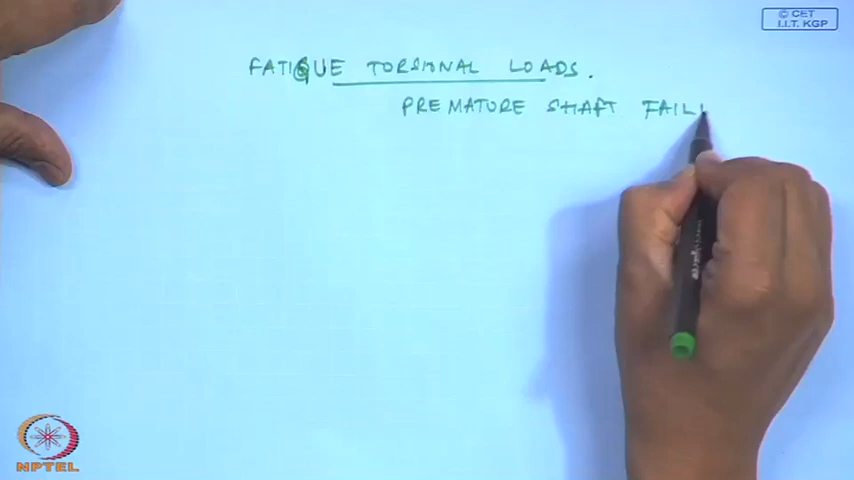 © CET
I.I.T. KGP
FATIGUE TORSIONAL LOADS.
PREMATURE SHAFT FAIL
NPTEL